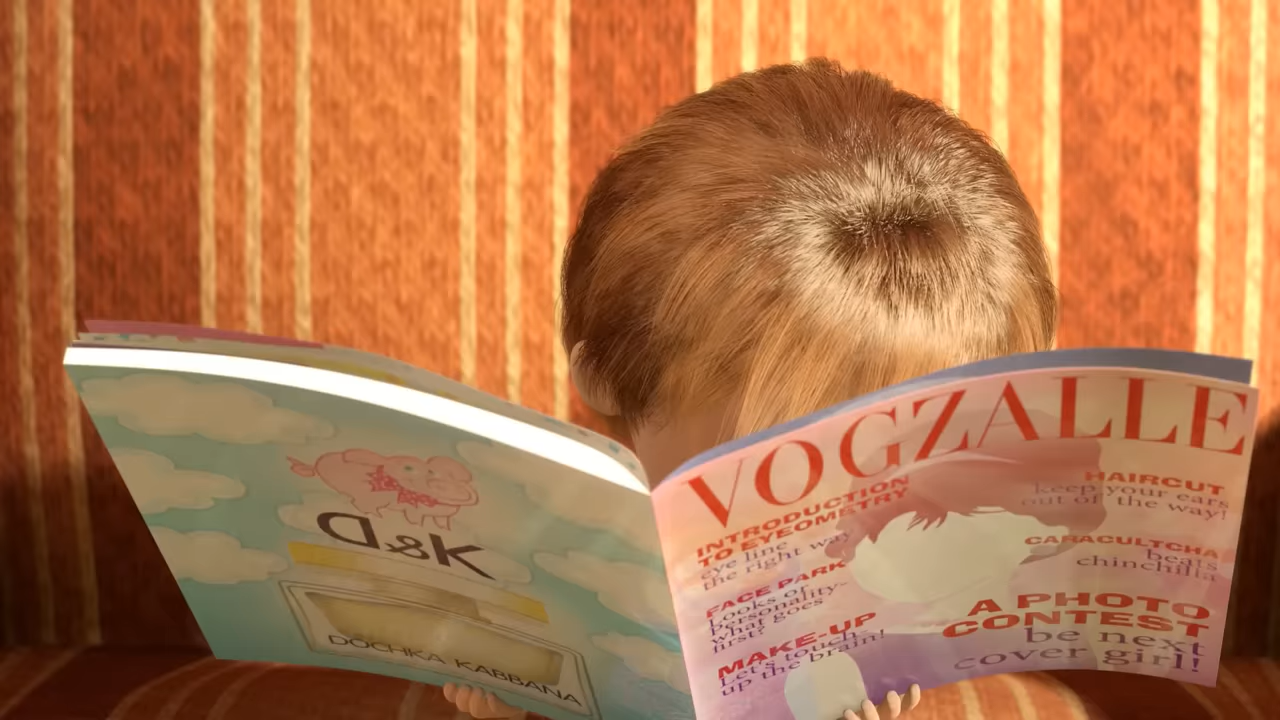 D&K
DOCHKA KABBANA
VOGZALLE
INTRODUCTION
TO EYEOMETRY
eye line
the right way
FACE PARK
Looks or
personality-
what goes
first?
MAKE-UP
Let's touch-
up the brain!
HAIRCUT
keep your ears
out of the way!
CARACULTCHA
beats
chinchilla
A PHOTO
CONTEST
be next
cover girl!